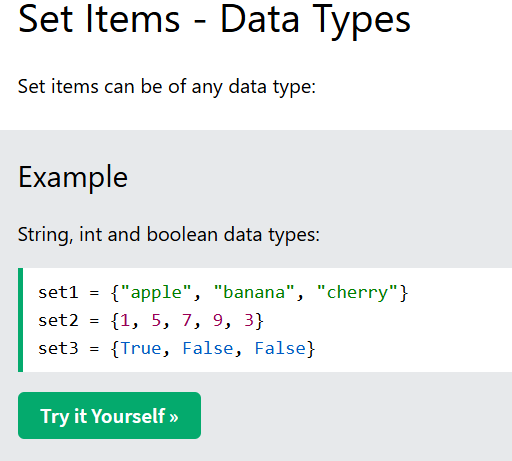 Set Items - Data Types
Set items can be of any data type:
Example
String, int and boolean data types:
set1 = {"apple", "banana", "cherry"}
set2 = {1, 5, 7, 9, 3}
set3 = {True, False, False}
Try it Yourself »